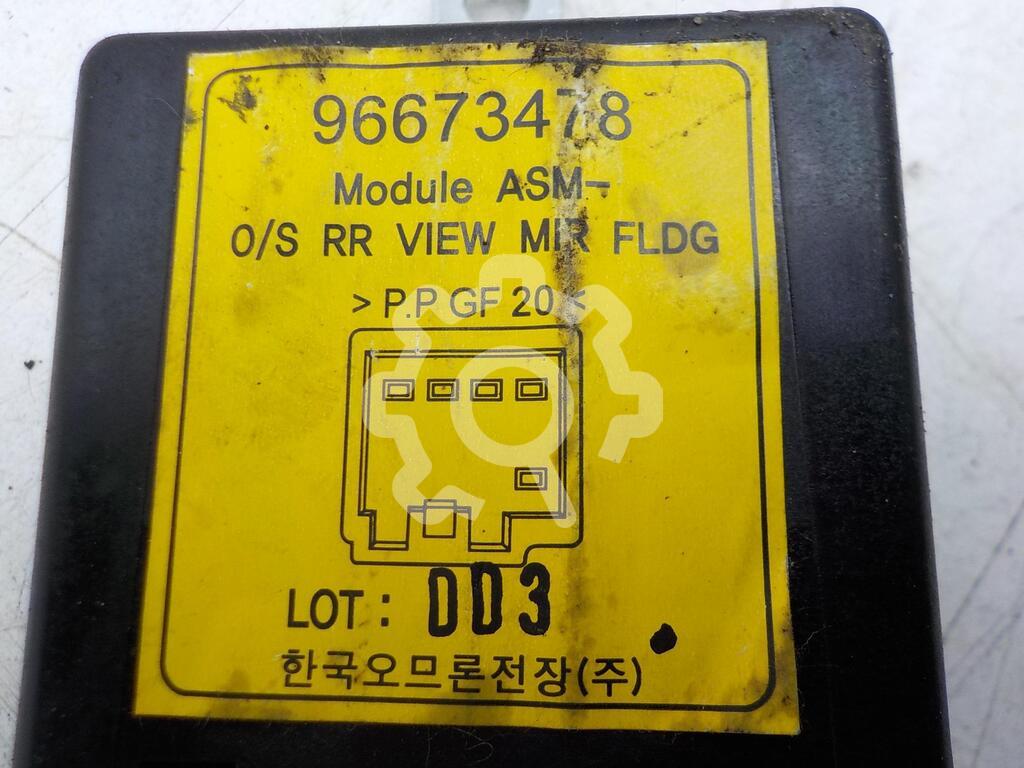 96673478
Module ASM-
O/S RR VIEW MIR FLDG
> P.P GF 20 <
LOT : DD3
한국오므론전장(주)